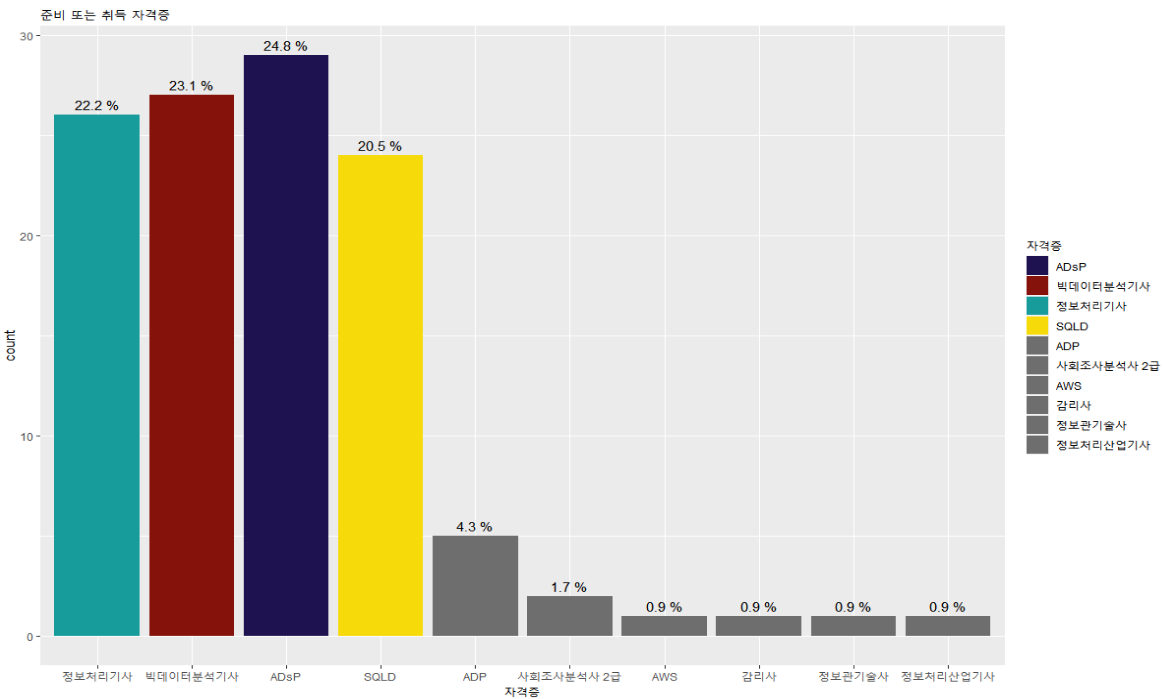 준비 또는 취득 자격증
30
20
10
0
count
22.2 %
23.1 %
24.8 %
20.5 %
4.3 %
1.7 %
0.9 %
0.9 %
0.9 %
0.9 %
정보처리기사
빅데이터분석기사
ADsP
SQLD
ADP
사회조사분석사 2급
AWS
감리사
정보관기술사
정보처리산업기사
자격증
자격증
ADsP
빅데이터분석기사
정보처리기사
SQLD
ADP
사회조사분석사 2급
AWS
감리사
정보관기술사
정보처리산업기사